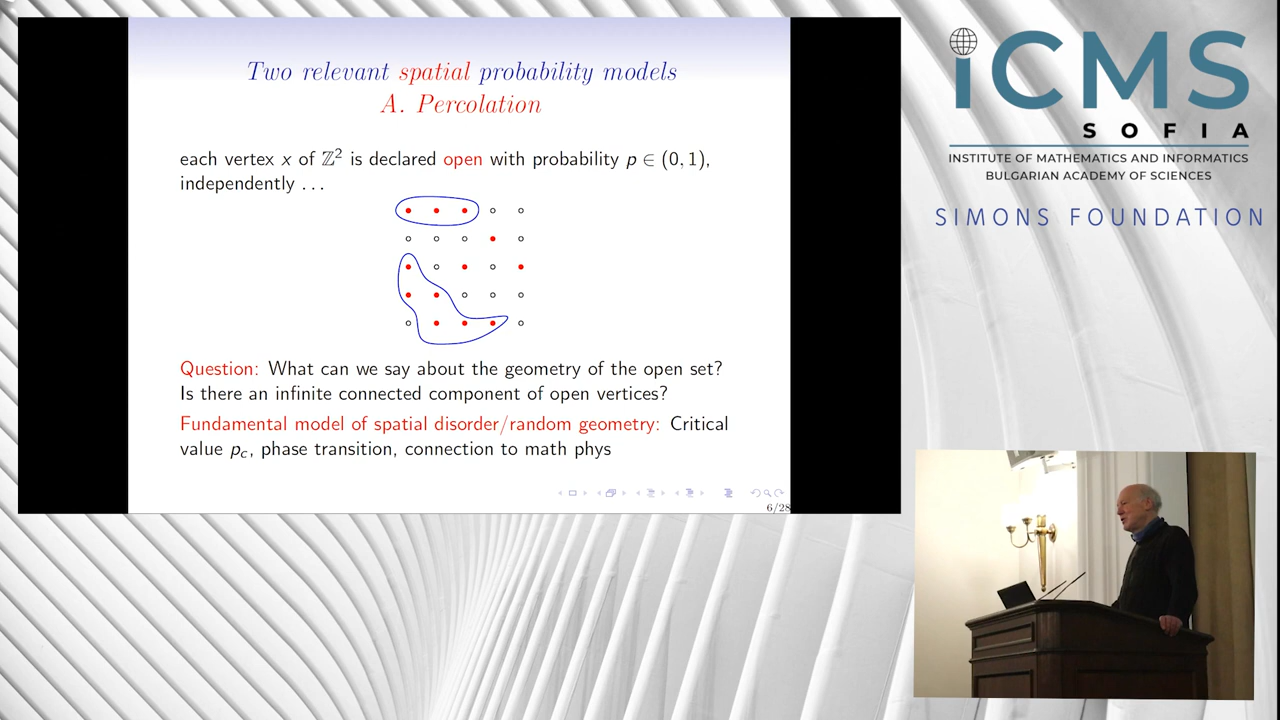 Two relevant spatial probability models
A. Percolation
each vertex x of ℤ² is declared open with probability p ∈ (0, 1),
independently . . .
Question: What can we say about the geometry of the open set?
Is there an infinite connected component of open vertices?
Fundamental model of spatial disorder/random geometry: Critical
value p_c, phase transition, connection to math phys
6/28
iCMS
SOFIA
INSTITUTE OF MATHEMATICS AND INFORMATICS
BULGARIAN ACADEMY OF SCIENCES
SIMONS FOUNDATION